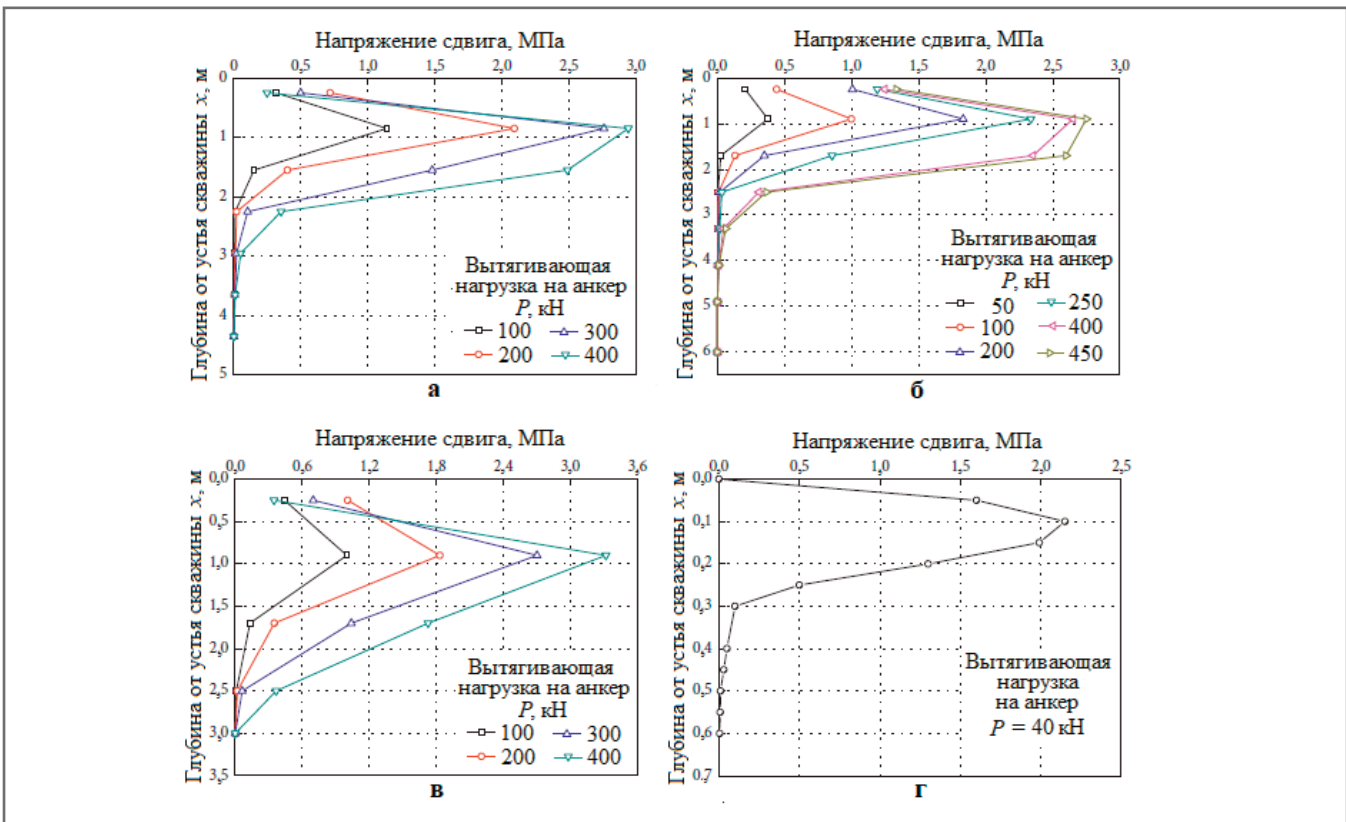 Напряжение сдвига, МПа
0 0,5 1,0 1,5 2,0 2,5 3,0
Глубина от устья скважины x, м
0
1
2
3
4
5
Вытягивающая
нагрузка на анкер
P, кН
100 300
200 400
а
Напряжение сдвига, МПа
0,0 0,5 1,0 1,5 2,0 2,5 3,0
Глубина от устья скважины x, м
0
1
2
3
4
5
6
Вытягивающая
нагрузка на анкер
P, кН
50 250
100 400
200 450
б
Напряжение сдвига, МПа
0,0 0,6 1,2 1,8 2,4 3,0 3,6
Глубина от устья скважины x, м
0,0
0,5
1,0
1,5
2,0
2,5
3,0
3,5
Вытягивающая
нагрузка на анкер
P, кН
100 300
200 400
в
Напряжение сдвига, МПа
0,0 0,5 1,0 1,5 2,0 2,5
Глубина от устья скважины x, м
0,0
0,1
0,2
0,3
0,4
0,5
0,6
0,7
Вытягивающая
нагрузка
на анкер
P = 40 кН
г